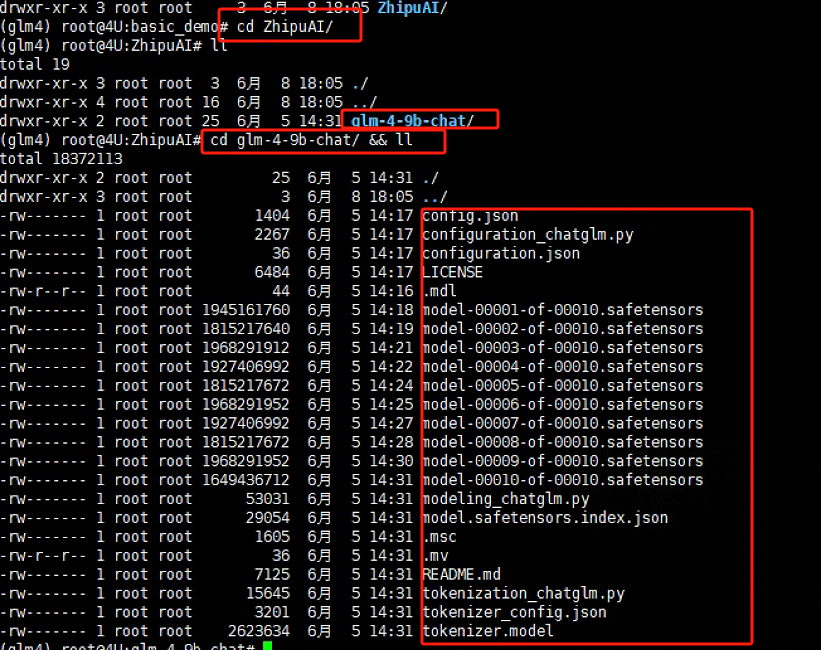 drwxr-xr-x 3 root root 3 6月 8 18:05 ZhipuAI/
(glm4) root@4U:basic_demo# cd ZhipuAI/
(glm4) root@4U:ZhipuAI# ll
total 19
drwxr-xr-x 3 root root 3 6月 8 18:05 ./
drwxr-xr-x 4 root root 16 6月 8 18:05 ../
drwxr-xr-x 2 root root 25 6月 5 14:31 glm-4-9b-chat/
(glm4) root@4U:ZhipuAI# cd glm-4-9b-chat/ && ll
total 18372113
drwxr-xr-x 2 root root 25 6月 5 14:31 ./
drwxr-xr-x 3 root root 3 6月 8 18:05 ../
-rw------- 1 root root 1404 6月 5 14:17 config.json
-rw------- 1 root root 2267 6月 5 14:17 configuration_chatglm.py
-rw------- 1 root root 36 6月 5 14:17 configuration.json
-rw------- 1 root root 6484 6月 5 14:17 LICENSE
-rw-r--r-- 1 root root 44 6月 5 14:16 .mdl
-rw------- 1 root root 1945161760 6月 5 14:18 model-00001-of-00010.safetensors
-rw------- 1 root root 1815217640 6月 5 14:19 model-00002-of-00010.safetensors
-rw------- 1 root root 1968291912 6月 5 14:21 model-00003-of-00010.safetensors
-rw------- 1 root root 1927406992 6月 5 14:22 model-00004-of-00010.safetensors
-rw------- 1 root root 1815217672 6月 5 14:24 model-00005-of-00010.safetensors
-rw------- 1 root root 1968291952 6月 5 14:25 model-00006-of-00010.safetensors
-rw------- 1 root root 1927406992 6月 5 14:27 model-00007-of-00010.safetensors
-rw------- 1 root root 1815217672 6月 5 14:28 model-00008-of-00010.safetensors
-rw------- 1 root root 1968291952 6月 5 14:30 model-00009-of-00010.safetensors
-rw------- 1 root root 1649436712 6月 5 14:31 model-00010-of-00010.safetensors
-rw------- 1 root root 53031 6月 5 14:31 modeling_chatglm.py
-rw------- 1 root root 29054 6月 5 14:31 model.safetensors.index.json
-rw------- 1 root root 1605 6月 5 14:31 .msc
-rw-r--r-- 1 root root 36 6月 5 14:31 .mv
-rw------- 1 root root 7125 6月 5 14:31 README.md
-rw------- 1 root root 15645 6月 5 14:31 tokenization_chatglm.py
-rw------- 1 root root 3201 6月 5 14:31 tokenizer_config.json
-rw------- 1 root root 2623634 6月 5 14:31 tokenizer.model
(glm4) root@4U:glm-4-9b-chat#